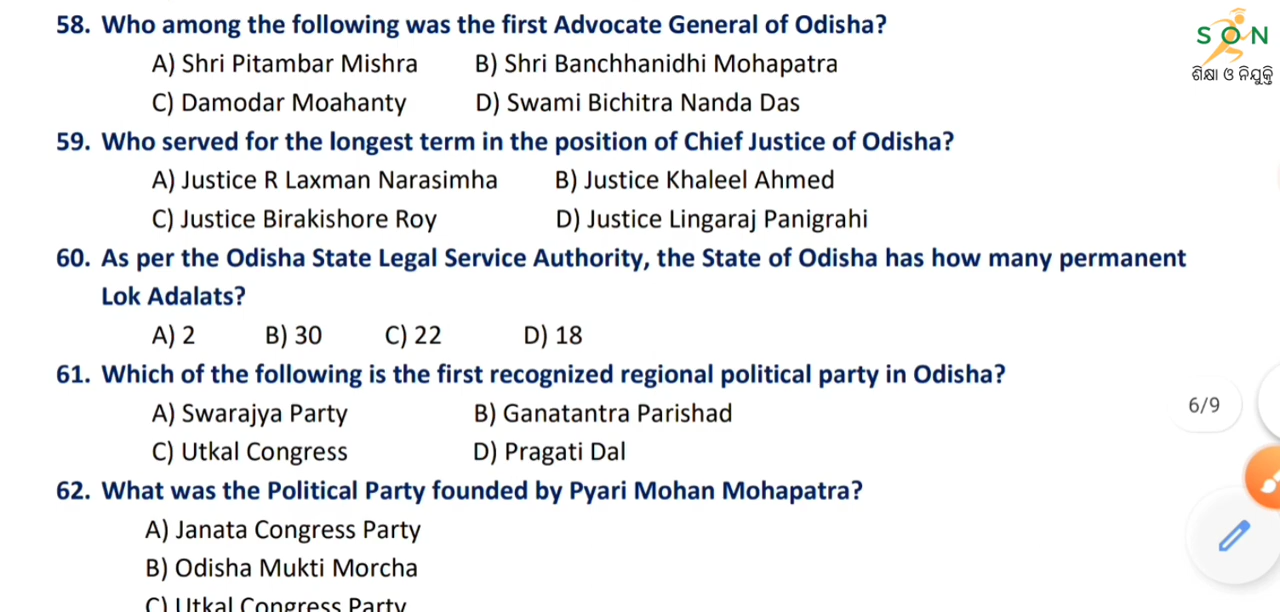 58. Who among the following was the first Advocate General of Odisha?
A) Shri Pitambar Mishra B) Shri Banchhanidhi Mohapatra
C) Damodar Moahanty D) Swami Bichitra Nanda Das
59. Who served for the longest term in the position of Chief Justice of Odisha?
A) Justice R Laxman Narasimha B) Justice Khaleel Ahmed
C) Justice Birakishore Roy D) Justice Lingaraj Panigrahi
60. As per the Odisha State Legal Service Authority, the State of Odisha has how many permanent
Lok Adalats?
A) 2 B) 30 C) 22 D) 18
61. Which of the following is the first recognized regional political party in Odisha?
A) Swarajya Party B) Ganatantra Parishad
C) Utkal Congress D) Pragati Dal
62. What was the Political Party founded by Pyari Mohan Mohapatra?
A) Janata Congress Party
B) Odisha Mukti Morcha
C) Utkal Congress Party
SON
ଶିକ୍ଷା ଓ ନିଯୁକ୍ତି
6/9